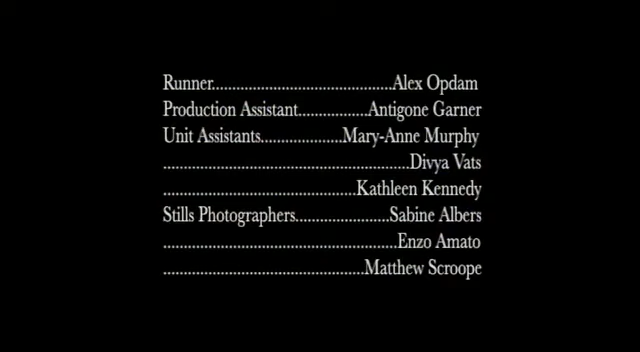 Runner............................................Alex Opdam
Production Assistant.................Antigone Garner
Unit Assistants....................Mary-Anne Murphy
............................................................Divya Vats
...............................................Kathleen Kennedy
Stills Photographers.......................Sabine Albers
.........................................................Enzo Amato
.................................................Matthew Scroope